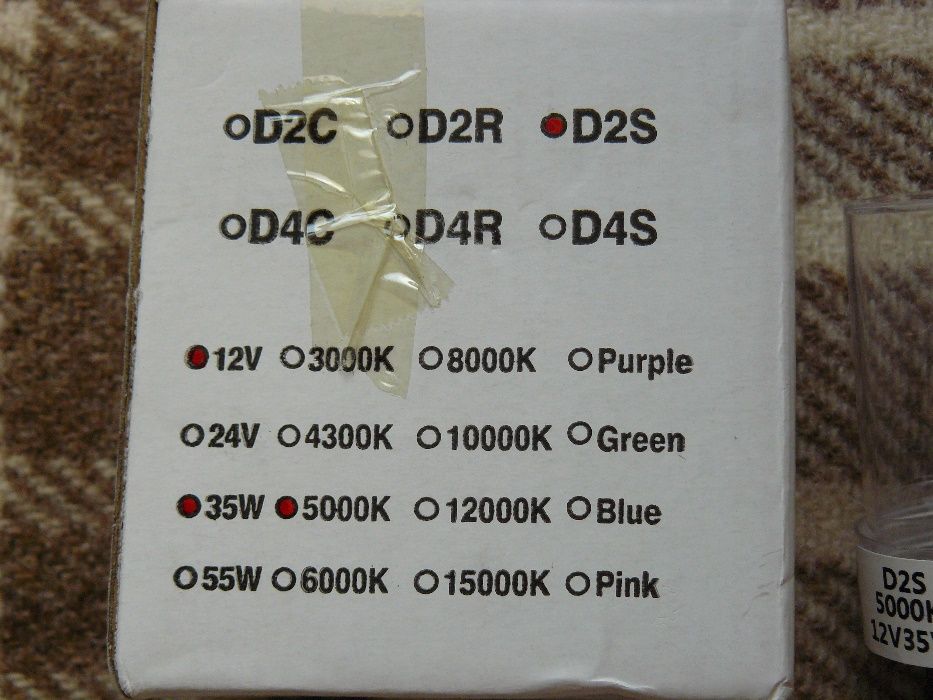 D2C D2R D2S
D4C D4R D4S
12V 3000K 8000K Purple
24V 4300K 10000K Green
35W 5000K 12000K Blue
55W 6000K 15000K Pink
D2S
5000K
12V35